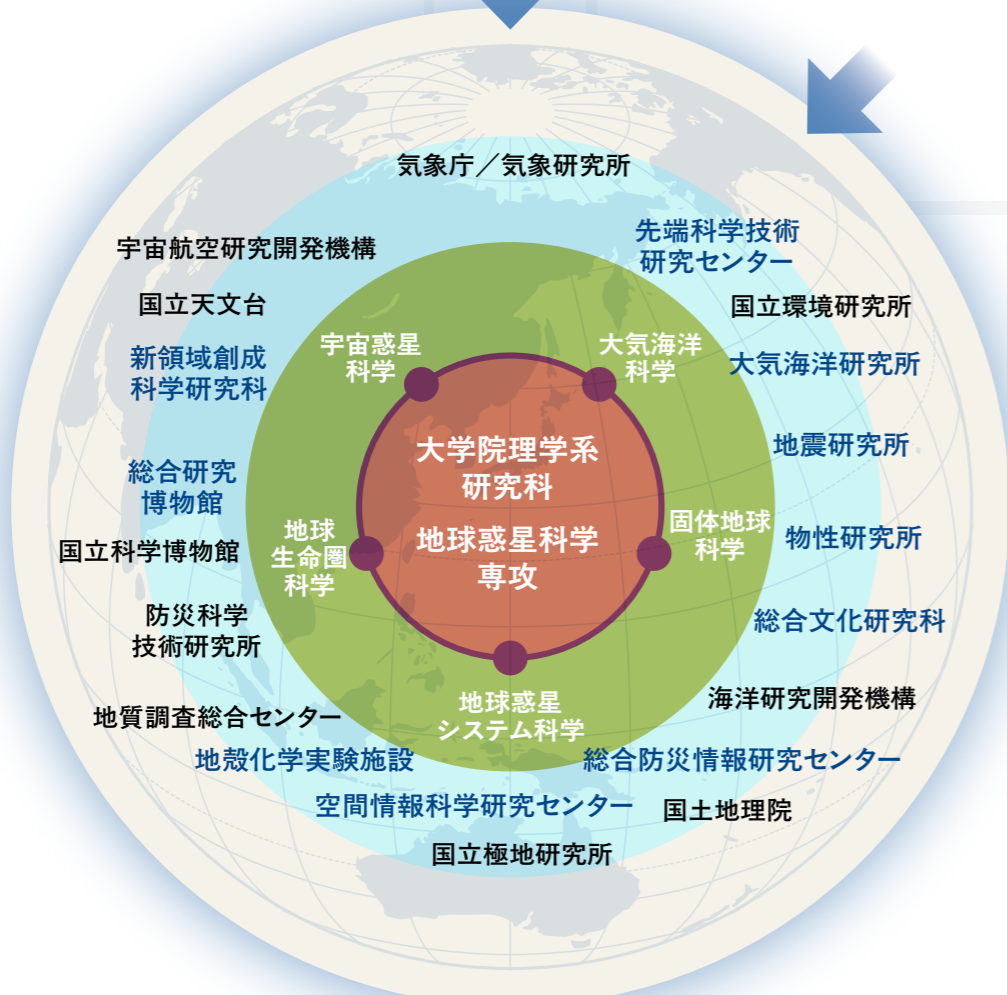 気象庁／気象研究所
先端科学技術
研究センター
宇宙航空研究開発機構
国立天文台
国立環境研究所
新領域創成
科学研究科
宇宙惑星
科学
大気海洋
科学
大気海洋研究所
地震研究所
大学院理学系
研究科
地球惑星科学
専攻
総合研究
博物館
国立科学博物館
地球
生命圏
科学
固体地球
科学
物性研究所
防災科学
技術研究所
総合文化研究科
地球惑星
システム科学
海洋研究開発機構
地質調査総合センター
地殻化学実験施設
総合防災情報研究センター
空間情報科学研究センター
国土地理院
国立極地研究所